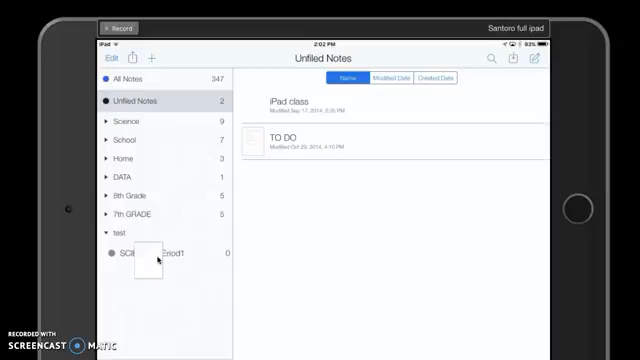 Record
Santoro full ipad
iPad
2:02 PM
93%
Edit
Unfiled Notes
All Notes 347
Name Modified Date Created Date
Unfiled Notes 2
iPad class
Modified Sep 17, 2014, 2:35 PM
Science 9
School 7
TO DO
Modified Oct 29, 2014, 4:10 PM
Home 3
DATA 1
8th Grade 5
7th GRADE 5
test
0
RECORDED WITH
SCREENCAST MATIC